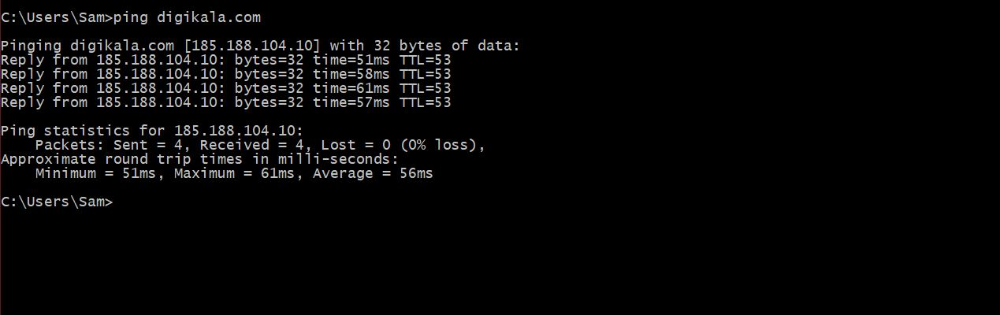 C:\Users\Sam>ping digikala.com
Pinging digikala.com [185.188.104.10] with 32 bytes of data:
Reply from 185.188.104.10: bytes=32 time=51ms TTL=53
Reply from 185.188.104.10: bytes=32 time=58ms TTL=53
Reply from 185.188.104.10: bytes=32 time=61ms TTL=53
Reply from 185.188.104.10: bytes=32 time=57ms TTL=53
Ping statistics for 185.188.104.10:
    Packets: Sent = 4, Received = 4, Lost = 0 (0% loss),
Approximate round trip times in milli-seconds:
    Minimum = 51ms, Maximum = 61ms, Average = 56ms
C:\Users\Sam>